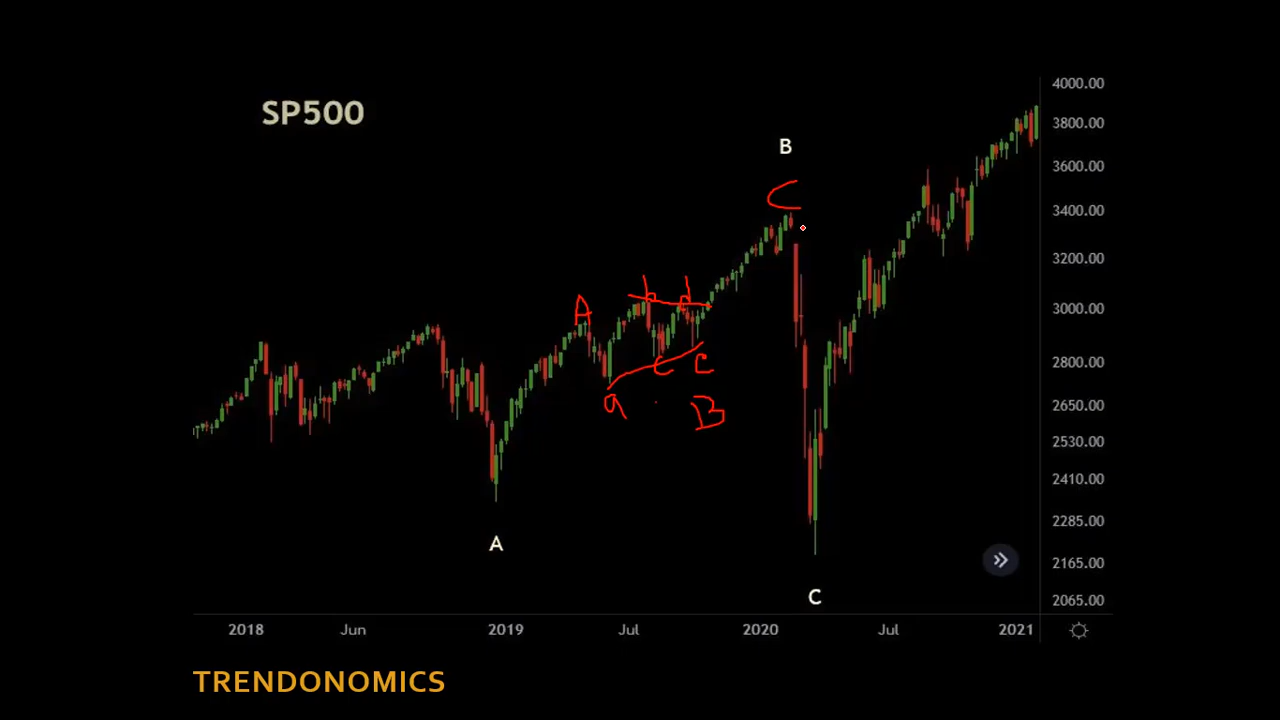 4000.00
SP500
3800.00
B
3600.00
C
3400.00
3200.00
A b d
3000.00
2800.00
c e
2650.00
a B
2530.00
2410.00
2285.00
A
2165.00
C
2065.00
2018 Jun 2019 Jul 2020 Jul 2021
TRENDONOMICS